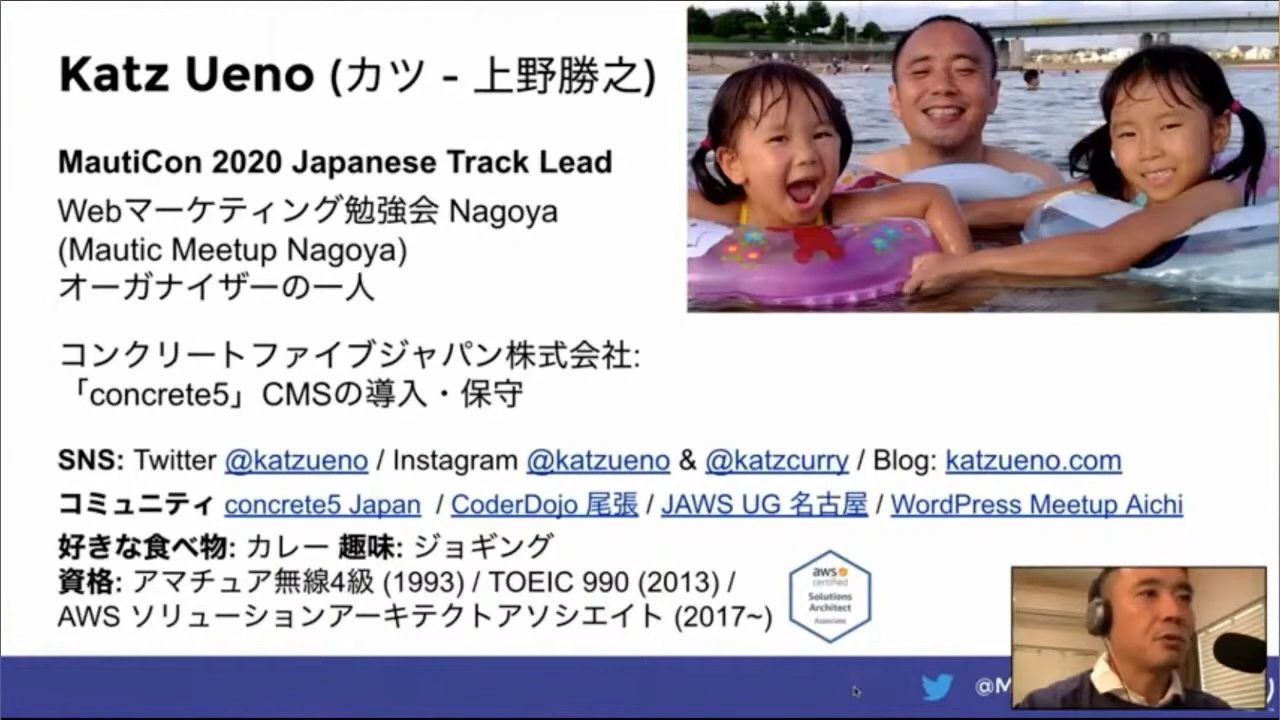 Katz Ueno (カツ - 上野勝之)
MautiCon 2020 Japanese Track Lead
Webマーケティング勉強会 Nagoya
(Mautic Meetup Nagoya)
オーガナイザーの一人
コンクリートファイブジャパン株式会社:
「concrete5」CMSの導入・保守
SNS: Twitter @katzueno / Instagram @katzueno & @katzcurry / Blog: katzueno.com
コミュニティ concrete5 Japan / CoderDojo 尾張 / JAWS UG 名古屋 / WordPress Meetup Aichi
好きな食べ物: カレー 趣味: ジョギング
資格: アマチュア無線4級 (1993) / TOEIC 990 (2013) /
AWS ソリューションアーキテクトアソシエイト (2017~)
aws
certified
Solutions
Architect
Associate
@M
)